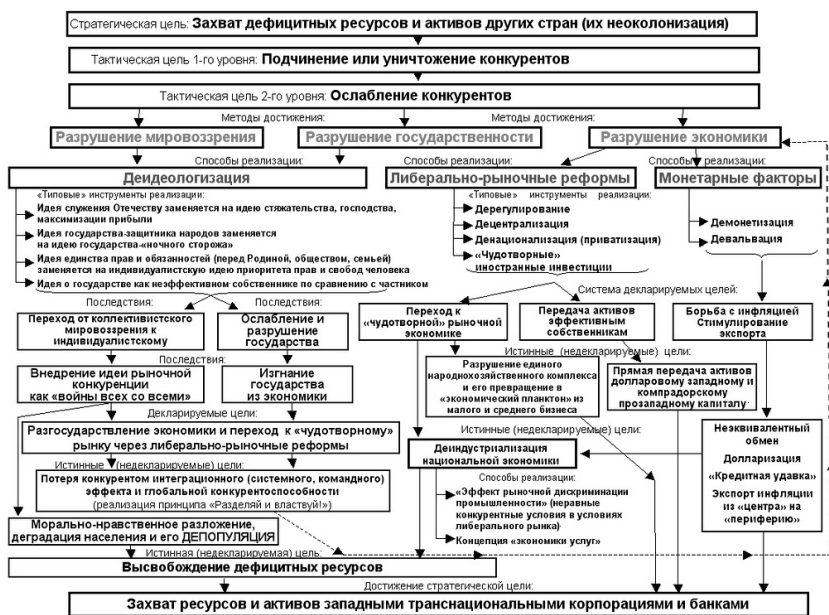 Стратегическая цель: Захват дефицитных ресурсов и активов других стран (их неоколонизация)
Тактическая цель 1-го уровня: Подчинение или уничтожение конкурентов
Тактическая цель 2-го уровня: Ослабление конкурентов
Методы достижения:
Методы достижения:
Разрушение мировоззрения
Разрушение государственности
Разрушение экономики
Способы реализации:
Способы реализации:
Способы реализации:
Деидеологизация
Либерально-рыночные реформы
Монетарные факторы
«Типовые» инструменты реализации:
Идея служения Отечеству заменяется на идею стяжательства, господства,
максимизации прибыли
Идея государства-защитника народов заменяется
на идею государства-«ночного сторожа»
Идея единства прав и обязанностей (перед Родиной, обществом, семьей)
заменяется на индивидуалистскую идею приоритета прав и свобод человека
Идея о государстве как неэффективном собственнике по сравнению с частником
«Типовые» инструменты реализации:
Дерегулирование
Децентрализация
Денационализация (приватизация)
«Чудотворные»
иностранные инвестиции
Демонетизация
Девальвация
Последствия:
Переход от коллективистского
мировоззрения к
индивидуалистскому
Ослабление и
разрушение
государства
Система декларируемых целей:
Переход к
«чудотворной» рыночной
экономике
Передача активов
эффективным
собственникам
Борьба с инфляцией
Стимулирование
экспорта
Последствия:
Внедрение идеи рыночной
конкуренции
как «войны всех со всеми»
Изгнание
государства
из экономики
Истинные (недекларируемые) цели:
Разрушение единого
народнохозяйственного комплекса
и его превращение в
«экономический планктон» из
малого и среднего бизнеса
Прямая передача активов
долларовому западному и
компрадорскому
прозападному капиталу
Декларируемые цели:
Разгосударствление экономики и переход к «чудотворному»
рынку через либерально-рыночные реформы
Истинные (недекларируемые) цели:
Деиндустриализация
национальной экономики
Неэквивалентный
обмен
Долларизация
«Кредитная удавка»
Экспорт инфляции
из «центра» на
«периферию»
Истинные (недекларируемые) цели:
Потеря конкурентом интеграционного (системного, командного)
эффекта и глобальной конкурентоспособности
(реализация принципа «Разделяй и властвуй!»)
Способы реализации:
«Эффект рыночной дискриминации
промышленности» (неравные
конкурентные условия в условиях
либерального рынка)
Концепция «экономики услуг»
Морально-нравственное разложение,
деградация населения и его ДЕПОПУЛЯЦИЯ
Истинная (недекларируемая) цель:
Высвобождение дефицитных ресурсов
Достижение стратегической цели:
Захват ресурсов и активов западными транснациональными корпорациями и банками